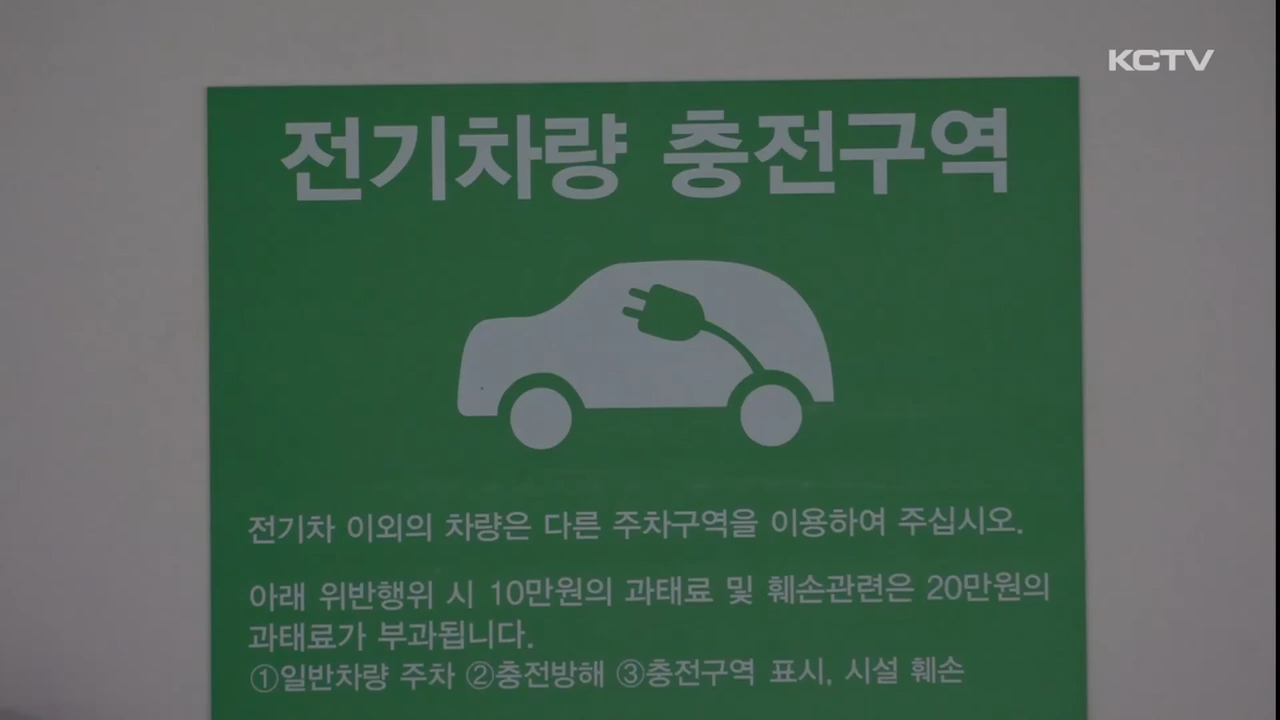 KCTV
전기차량 충전구역
전기차 이외의 차량은 다른 주차구역을 이용하여 주십시오.
아래 위반행위 시 10만원의 과태료 및 훼손관련은 20만원의
과태료가 부과됩니다.
①일반차량 주차 ②충전방해 ③충전구역 표시, 시설 훼손